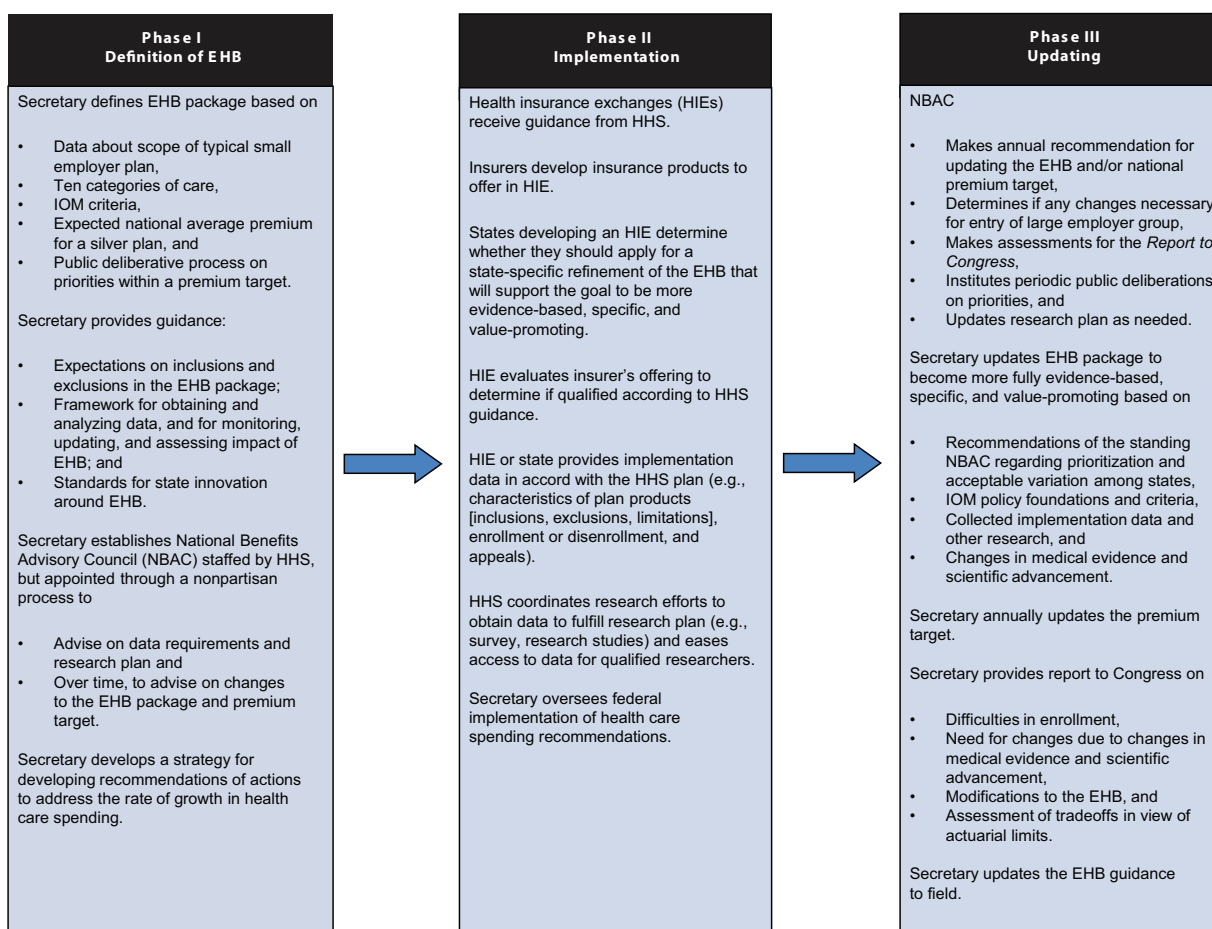 Phase I
Definition of EHB
Secretary defines EHB package based on
• Data about scope of typical small
employer plan,
• Ten categories of care,
• IOM criteria,
• Expected national average premium
for a silver plan, and
• Public deliberative process on
priorities within a premium target.
Secretary provides guidance:
• Expectations on inclusions and
exclusions in the EHB package;
• Framework for obtaining and
analyzing data, and for monitoring,
updating, and assessing impact of
EHB; and
• Standards for state innovation
around EHB.
Secretary establishes National Benefits
Advisory Council (NBAC) staffed by HHS,
but appointed through a nonpartisan
process to
• Advise on data requirements and
research plan and
• Over time, to advise on changes
to the EHB package and premium
target.
Secretary develops a strategy for
developing recommendations of actions
to address the rate of growth in health
care spending.
Phase II
Implementation
Health insurance exchanges (HIEs)
receive guidance from HHS.
Insurers develop insurance products to
offer in HIE.
States developing an HIE determine
whether they should apply for a
state-specific refinement of the EHB that
will support the goal to be more
evidence-based, specific, and
value-promoting.
HIE evaluates insurer's offering to
determine if qualified according to HHS
guidance.
HIE or state provides implementation
data in accord with the HHS plan (e.g.,
characteristics of plan products
[inclusions, exclusions, limitations],
enrollment or disenrollment, and
appeals).
HHS coordinates research efforts to
obtain data to fulfill research plan (e.g.,
survey, research studies) and eases
access to data for qualified researchers.
Secretary oversees federal
implementation of health care
spending recommendations.
Phase III
Updating
NBAC
• Makes annual recommendation for
updating the EHB and/or national
premium target,
• Determines if any changes necessary
for entry of large employer group,
• Makes assessments for the Report to
Congress,
• Institutes periodic public deliberations
on priorities, and
• Updates research plan as needed.
Secretary updates EHB package to
become more fully evidence-based,
specific, and value-promoting based on
• Recommendations of the standing
NBAC regarding prioritization and
acceptable variation among states,
• IOM policy foundations and criteria,
• Collected implementation data and
other research, and
• Changes in medical evidence and
scientific advancement.
Secretary annually updates the premium
target.
Secretary provides report to Congress on
• Difficulties in enrollment,
• Need for changes due to changes in
medical evidence and scientific
advancement,
• Modifications to the EHB, and
• Assessment of tradeoffs in view of
actuarial limits.
Secretary updates the EHB guidance
to field.